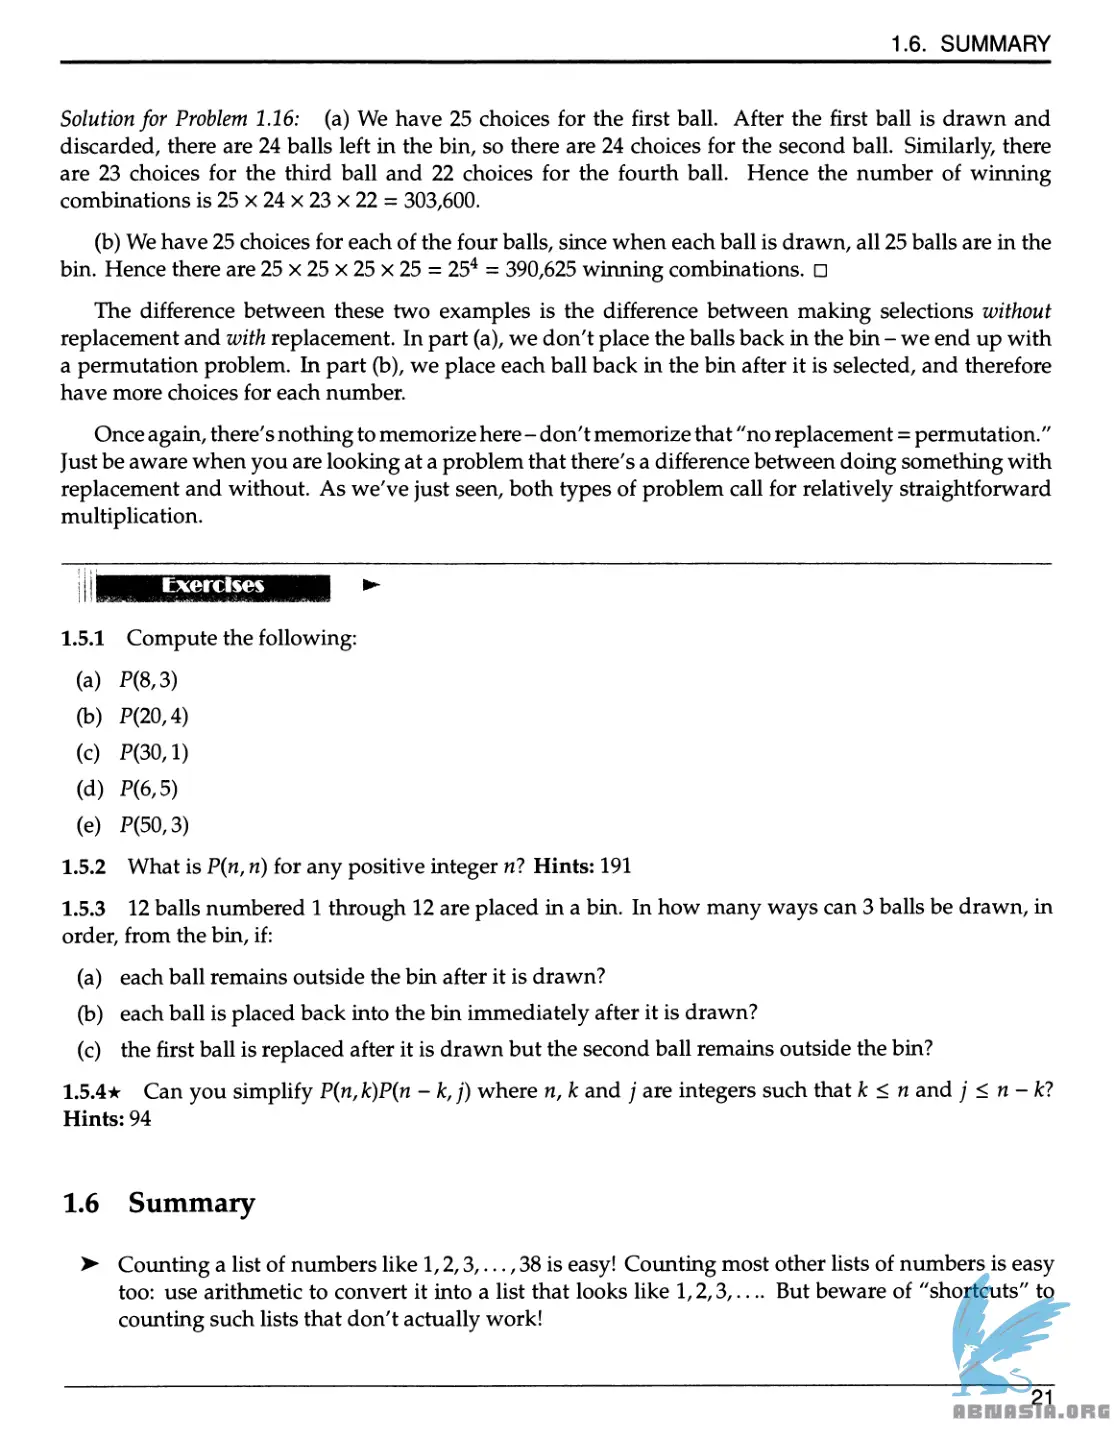 1.6. SUMMARY
Solution for Problem 1.16: (a) We have 25 choices for the first ball. After the first ball is drawn and
discarded, there are 24 balls left in the bin, so there are 24 choices for the second ball. Similarly, there
are 23 choices for the third ball and 22 choices for the fourth ball. Hence the number of winning
combinations is 25 × 24 × 23 × 22 = 303,600.
(b) We have 25 choices for each of the four balls, since when each ball is drawn, all 25 balls are in the
bin. Hence there are 25 × 25 × 25 × 25 = 25⁴ = 390,625 winning combinations. □
The difference between these two examples is the difference between making selections without
replacement and with replacement. In part (a), we don't place the balls back in the bin – we end up with
a permutation problem. In part (b), we place each ball back in the bin after it is selected, and therefore
have more choices for each number.
Once again, there's nothing to memorize here – don't memorize that "no replacement = permutation."
Just be aware when you are looking at a problem that there's a difference between doing something with
replacement and without. As we've just seen, both types of problem call for relatively straightforward
multiplication.
Exercises
1.5.1 Compute the following:
(a) P(8, 3)
(b) P(20, 4)
(c) P(30, 1)
(d) P(6, 5)
(e) P(50, 3)
1.5.2 What is P(n, n) for any positive integer n? Hints: 191
1.5.3 12 balls numbered 1 through 12 are placed in a bin. In how many ways can 3 balls be drawn, in
order, from the bin, if:
(a) each ball remains outside the bin after it is drawn?
(b) each ball is placed back into the bin immediately after it is drawn?
(c) the first ball is replaced after it is drawn but the second ball remains outside the bin?
1.5.4★ Can you simplify P(n, k)P(n − k, j) where n, k and j are integers such that k ≤ n and j ≤ n − k?
Hints: 94
1.6 Summary
➤ Counting a list of numbers like 1, 2, 3, . . . , 38 is easy! Counting most other lists of numbers is easy
too: use arithmetic to convert it into a list that looks like 1, 2, 3, . . .. But beware of "shortcuts" to
counting such lists that don't actually work!
21
ABNASIA.ORG